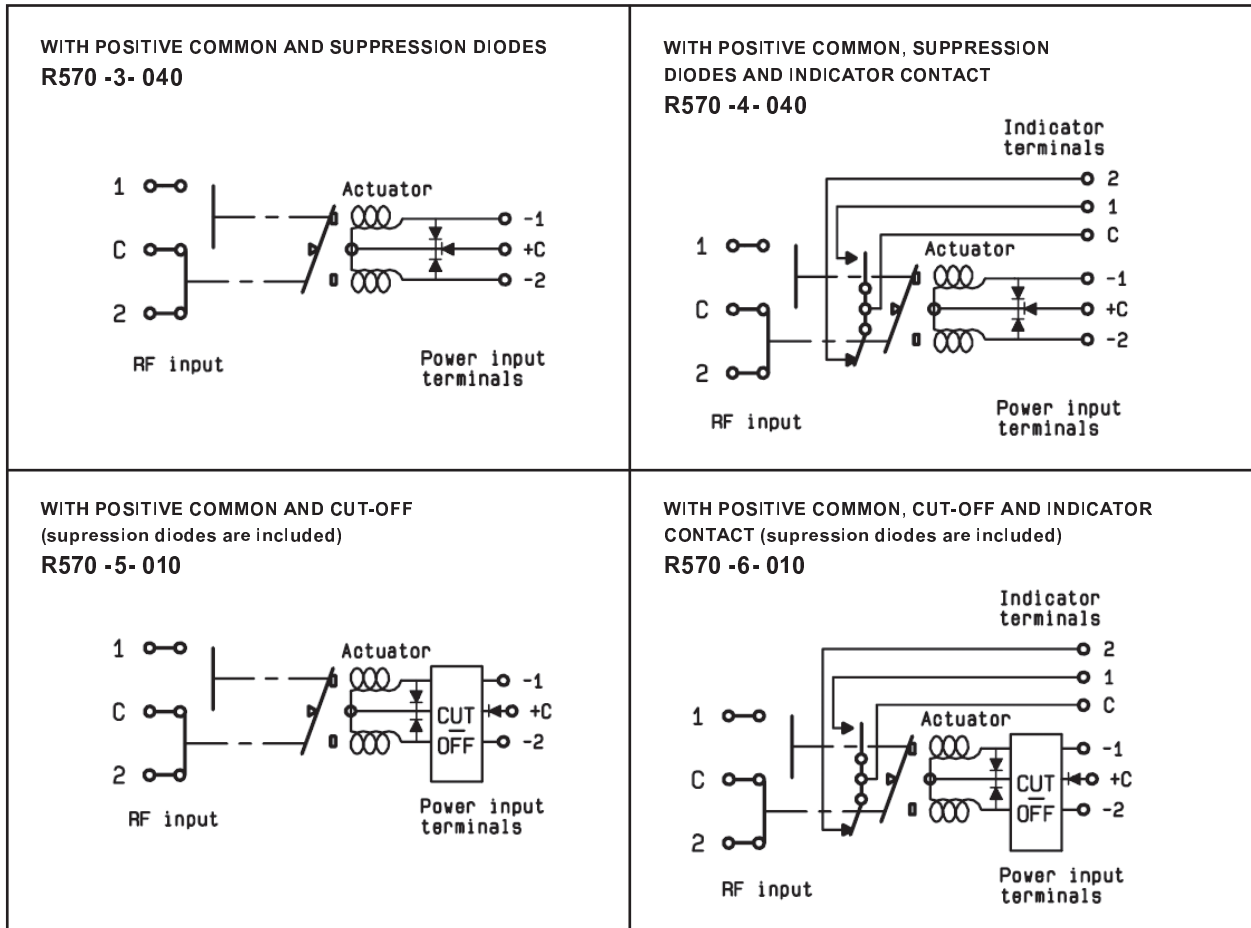 WITH POSITIVE COMMON AND SUPPRESSION DIODES
R570 -3- 040
1
Actuator
-1
C
+C
-2
2
RF input
Power input
terminals
WITH POSITIVE COMMON, SUPPRESSION
DIODES AND INDICATOR CONTACT
R570 -4- 040
Indicator
terminals
2
1
C
1
Actuator
-1
C
+C
-2
2
RF input
Power input
terminals
WITH POSITIVE COMMON AND CUT-OFF
(supression diodes are included)
R570 -5- 010
1
Actuator
-1
C
CUT
+C
OFF
-2
2
RF input
Power input
terminals
WITH POSITIVE COMMON, CUT-OFF AND INDICATOR
CONTACT (supression diodes are included)
R570 -6- 010
Indicator
terminals
2
1
C
1
Actuator
-1
C
CUT
+C
OFF
-2
2
RF input
Power input
terminals